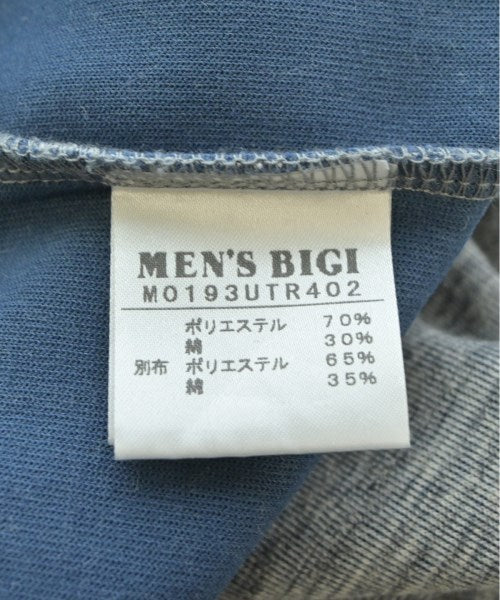 MEN'S BIGI
M0193UTR402
ポリエステル 70%
綿 30%
別布 ポリエステル 65%
綿 35%